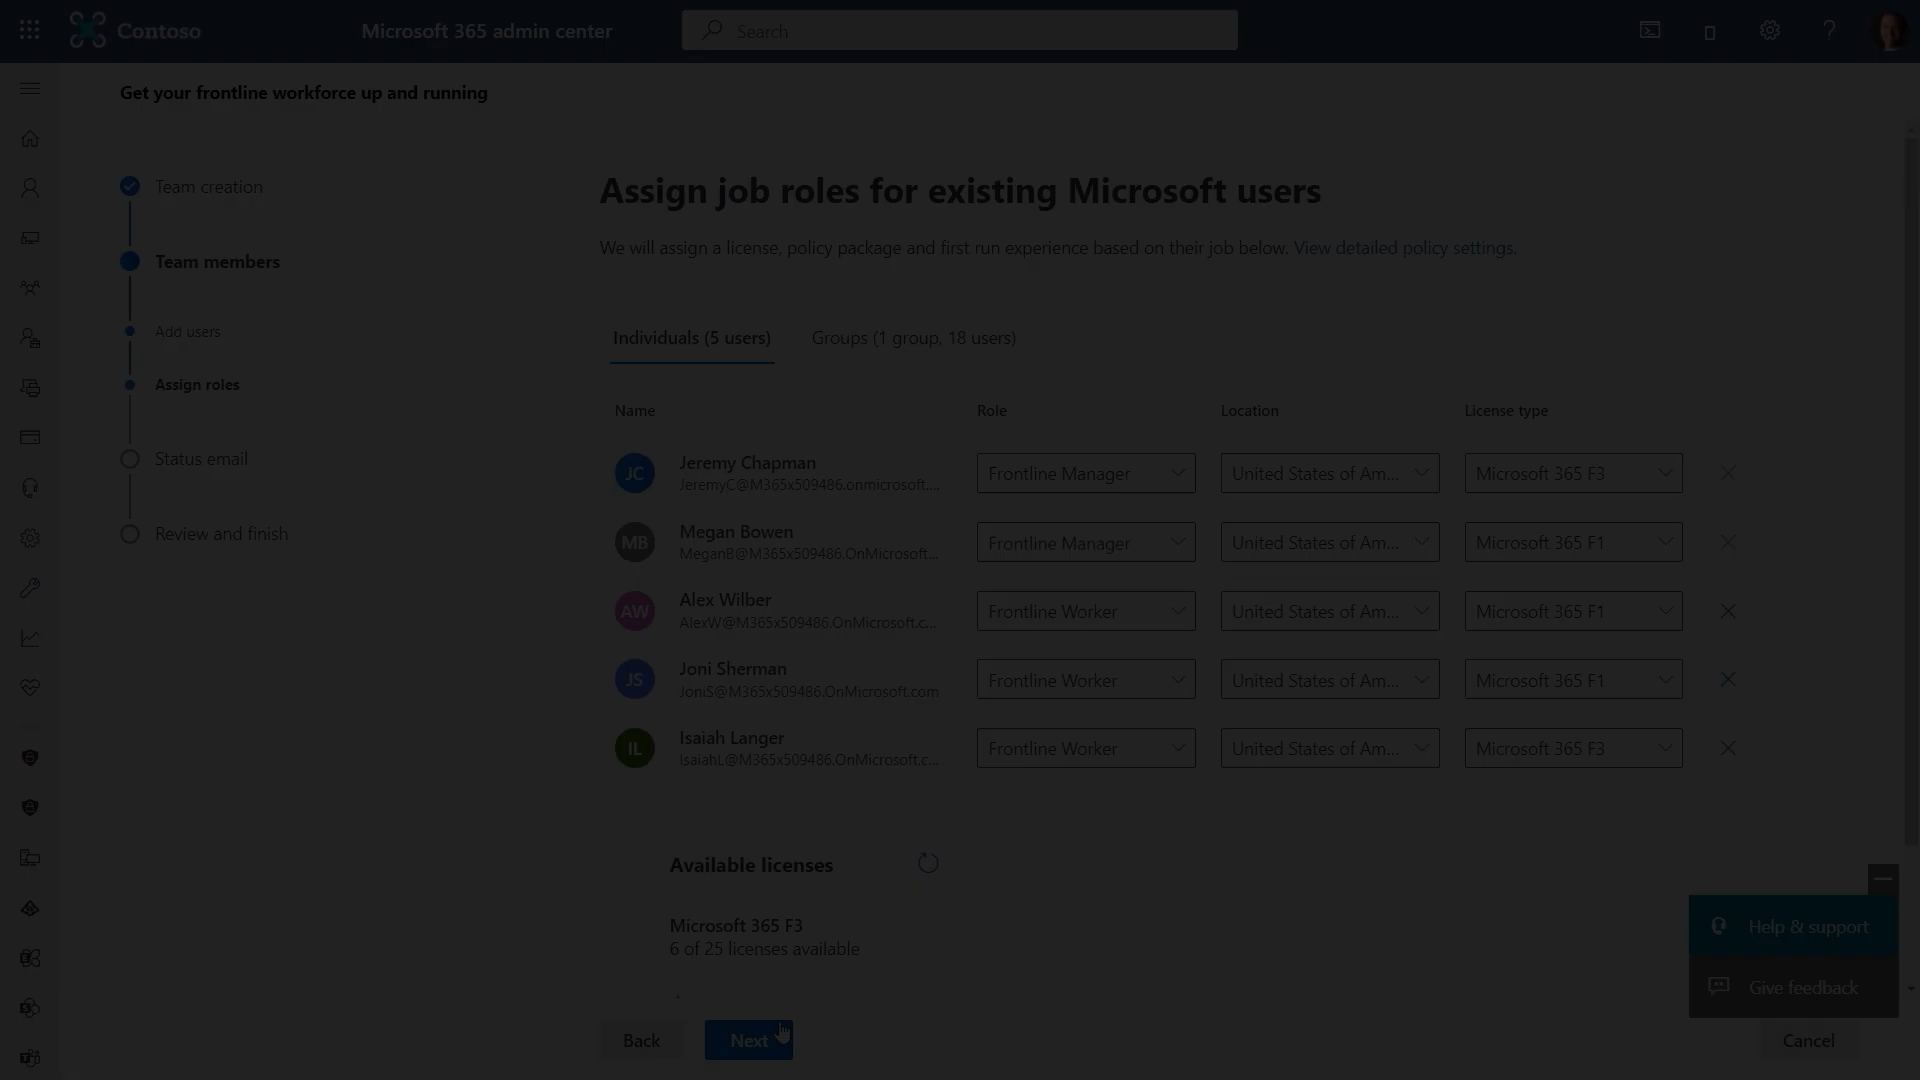 Contoso
Microsoft 365 admin center
Search
Get your frontline workforce up and running
Team creation
Team members
Add users
Assign roles
Status email
Review and finish
Assign job roles for existing Microsoft users
We will assign a license, policy package and first run experience based on their job below. View detailed policy settings.
Individuals (5 users) Groups (1 group, 18 users)
Name Role Location License type
JC Jeremy Chapman Frontline Manager United States of Am... Microsoft 365 F3
JeremyC@M365x509486.onmicrosoft....
MB Megan Bowen Frontline Manager United States of Am... Microsoft 365 F1
MeganB@M365x509486.OnMicrosoft...
AW Alex Wilber Frontline Worker United States of Am... Microsoft 365 F1
AlexW@M365x509486.OnMicrosoft.c...
JS Joni Sherman Frontline Worker United States of Am... Microsoft 365 F1
JoniS@M365x509486.OnMicrosoft.com
IL Isaiah Langer Frontline Worker United States of Am... Microsoft 365 F3
IsaiahL@M365x509486.OnMicrosoft.c...
Available licenses
Microsoft 365 F3
6 of 25 licenses available
Help & support
Give feedback
Back Next Cancel